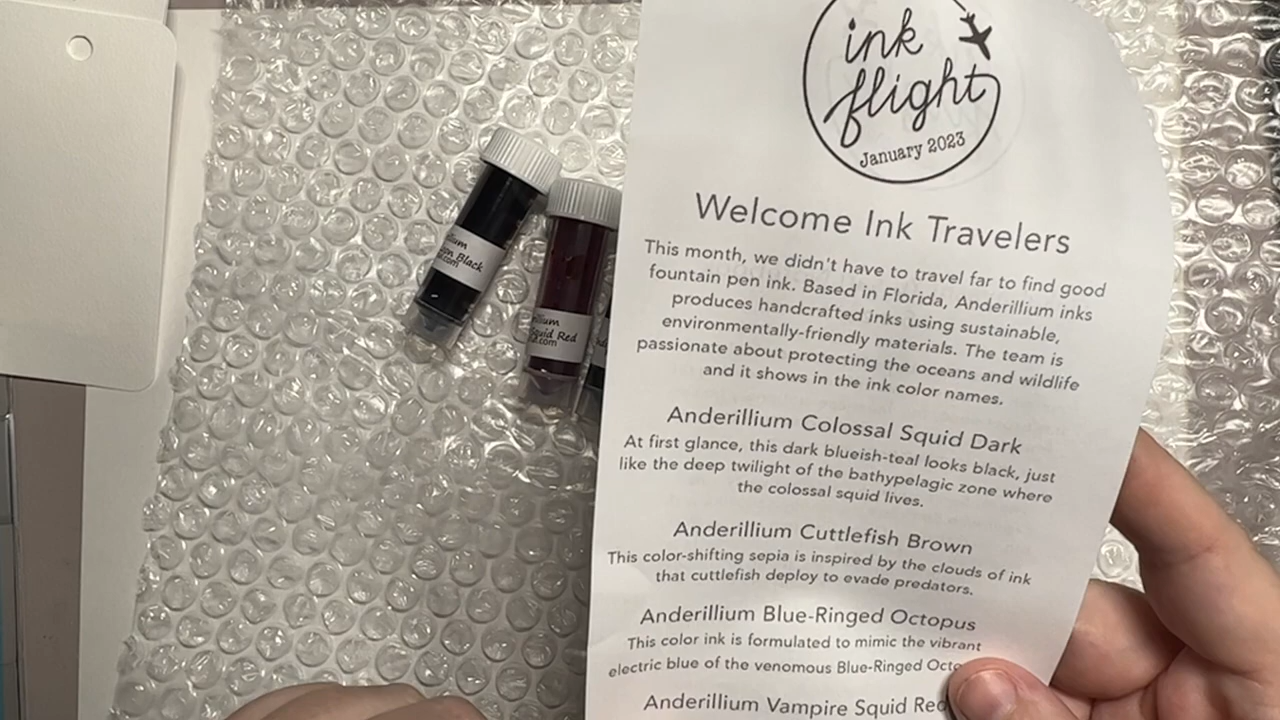 ink
flight
January 2023
Welcome Ink Travelers
This month, we didn't have to travel far to find good
fountain pen ink. Based in Florida, Anderillium inks
produces handcrafted inks using sustainable,
environmentally-friendly materials. The team is
passionate about protecting the oceans and wildlife
and it shows in the ink color names.
Anderillium Colossal Squid Dark
At first glance, this dark blueish-teal looks black, just
like the deep twilight of the bathypelagic zone where
the colossal squid lives.
Anderillium Cuttlefish Brown
This color-shifting sepia is inspired by the clouds of ink
that cuttlefish deploy to evade predators.
Anderillium Blue-Ringed Octopus
This color ink is formulated to mimic the vibrant
electric blue of the venomous Blue-Ringed Octo
Anderillium Vampire Squid Red
Black
Squid Red